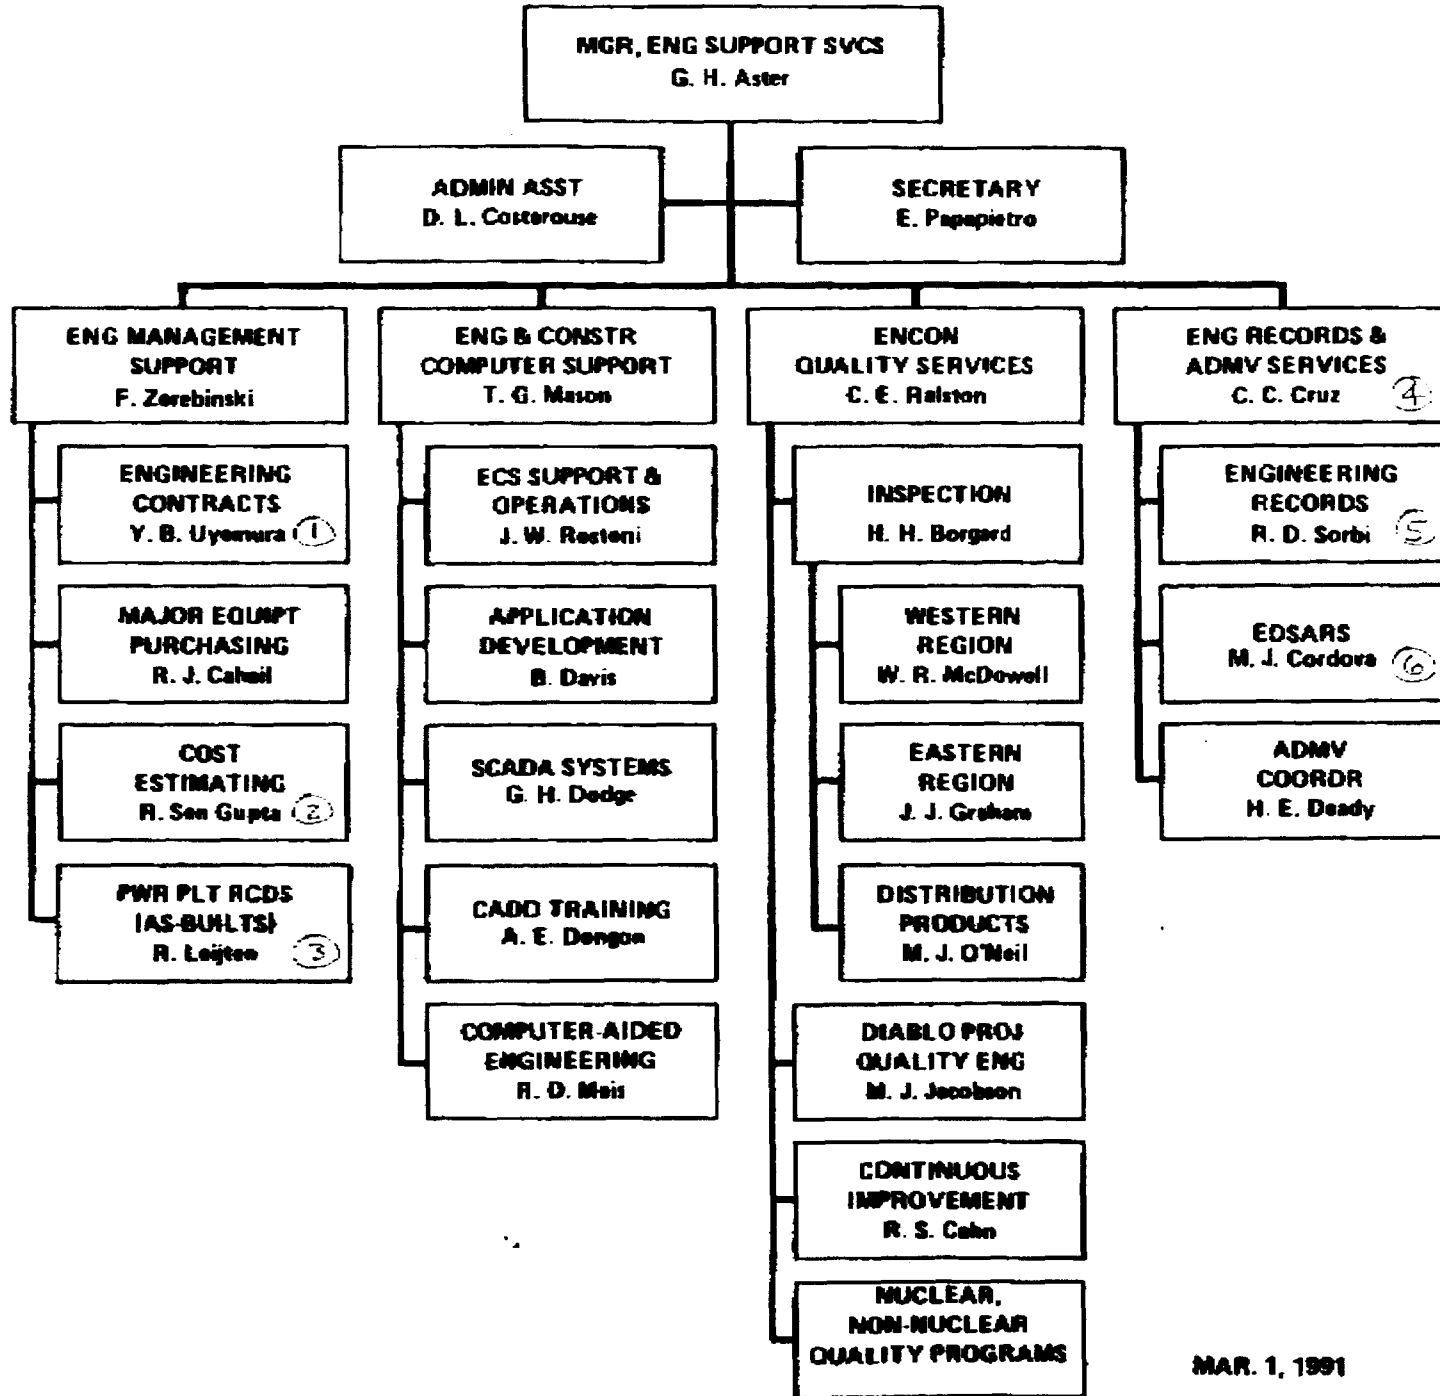 MGR, ENG SUPPORT SVCS
G. H. Aster
ADMIN ASST
D. L. Costarouse
SECRETARY
E. Papapietro
ENG MANAGEMENT
SUPPORT
F. Zerebinski
ENGINEERING
CONTRACTS
Y. B. Uyemura 1
MAJOR EQUIPT
PURCHASING
R. J. Cahail
COST
ESTIMATING
R. Sen Gupta 2
PWR PLT RCDS
(AS-BUILTS)
R. Leijten 3
ENG & CONSTR
COMPUTER SUPPORT
T. G. Mason
ECS SUPPORT &
OPERATIONS
J. W. Restoni
APPLICATION
DEVELOPMENT
B. Davis
SCADA SYSTEMS
G. H. Dodge
CADD TRAINING
A. E. Dongon
COMPUTER-AIDED
ENGINEERING
R. D. Meis
ENCON
QUALITY SERVICES
C. E. Ralston
INSPECTION
H. H. Borgard
WESTERN
REGION
W. R. McDowell
EASTERN
REGION
J. J. Graham
DISTRIBUTION
PRODUCTS
M. J. O'Neil
DIABLO PROJ
QUALITY ENG
M. J. Jacobson
CONTINUOUS
IMPROVEMENT
R. S. Cahn
NUCLEAR,
NON-NUCLEAR
QUALITY PROGRAMS
ENG RECORDS &
ADMV SERVICES
C. C. Cruz 4
ENGINEERING
RECORDS
R. D. Sorbi 5
EDSARS
M. J. Cordova 6
ADMV
COORDR
H. E. Deady
MAR. 1, 1991